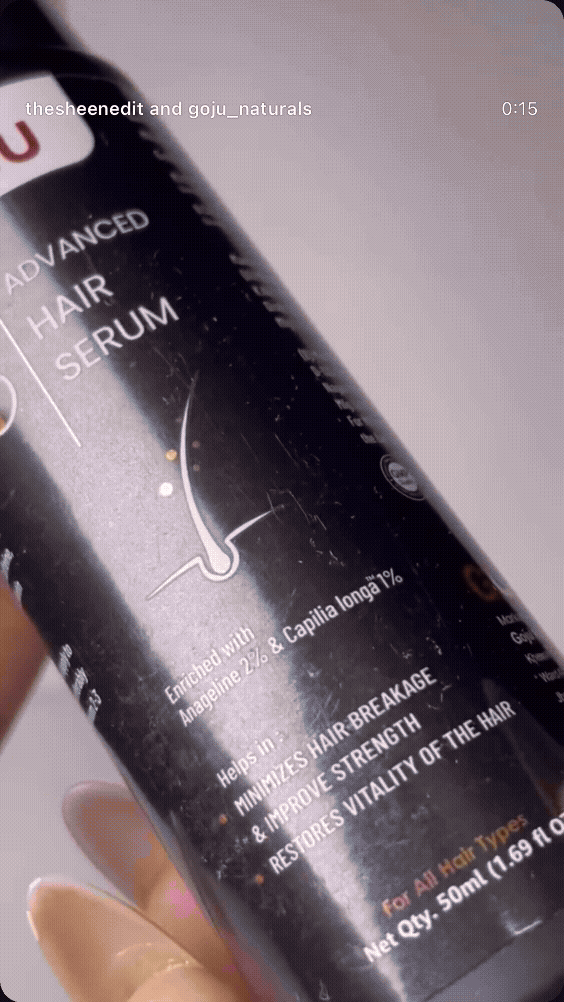 thesheenedit and goju_naturals
0:15
U
ADVANCED
HAIR
SERUM
Enriched with
Anageline 2% & Capilia longa™1%
Helps in :
• MINIMIZES HAIR BREAKAGE
& IMPROVE STRENGTH
• RESTORES VITALITY OF THE HAIR
For All Hair Types
Net Qty. 50ml (1.69 fl